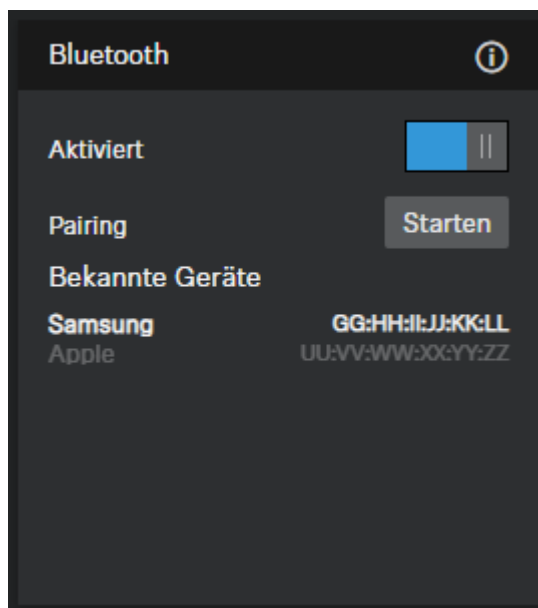 Bluetooth
Aktiviert
Pairing Starten
Bekannte Geräte
Samsung GG:HH:II:JJ:KK:LL
Apple UU:VV:WW:XX:YY:ZZ